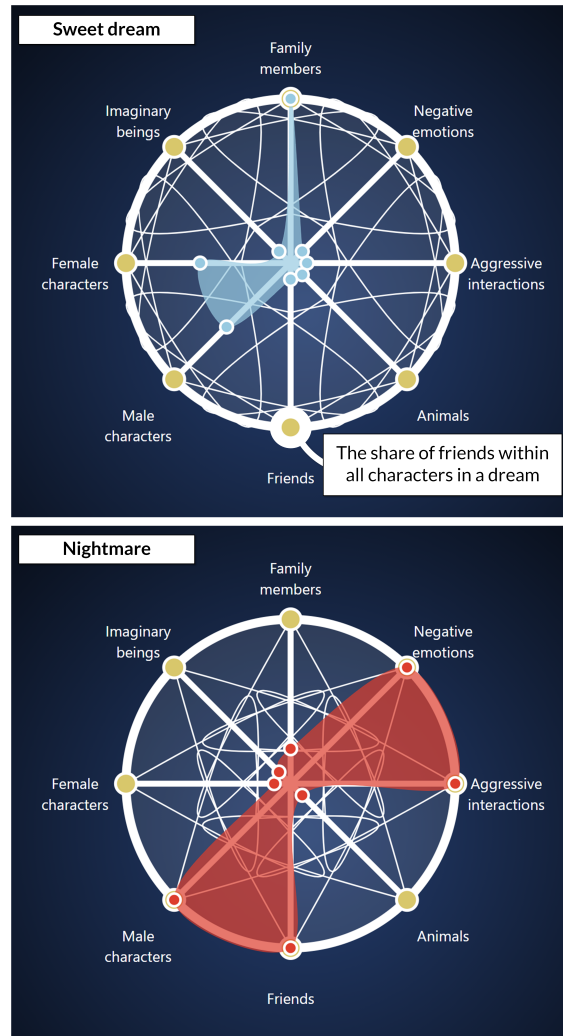 Sweet dream
Family
members
Imaginary
beings
Negative
emotions
Female
characters
Aggressive
interactions
Male
characters
Animals
Friends
The share of friends within
all characters in a dream
Nightmare
Family
members
Imaginary
beings
Negative
emotions
Female
characters
Aggressive
interactions
Male
characters
Animals
Friends